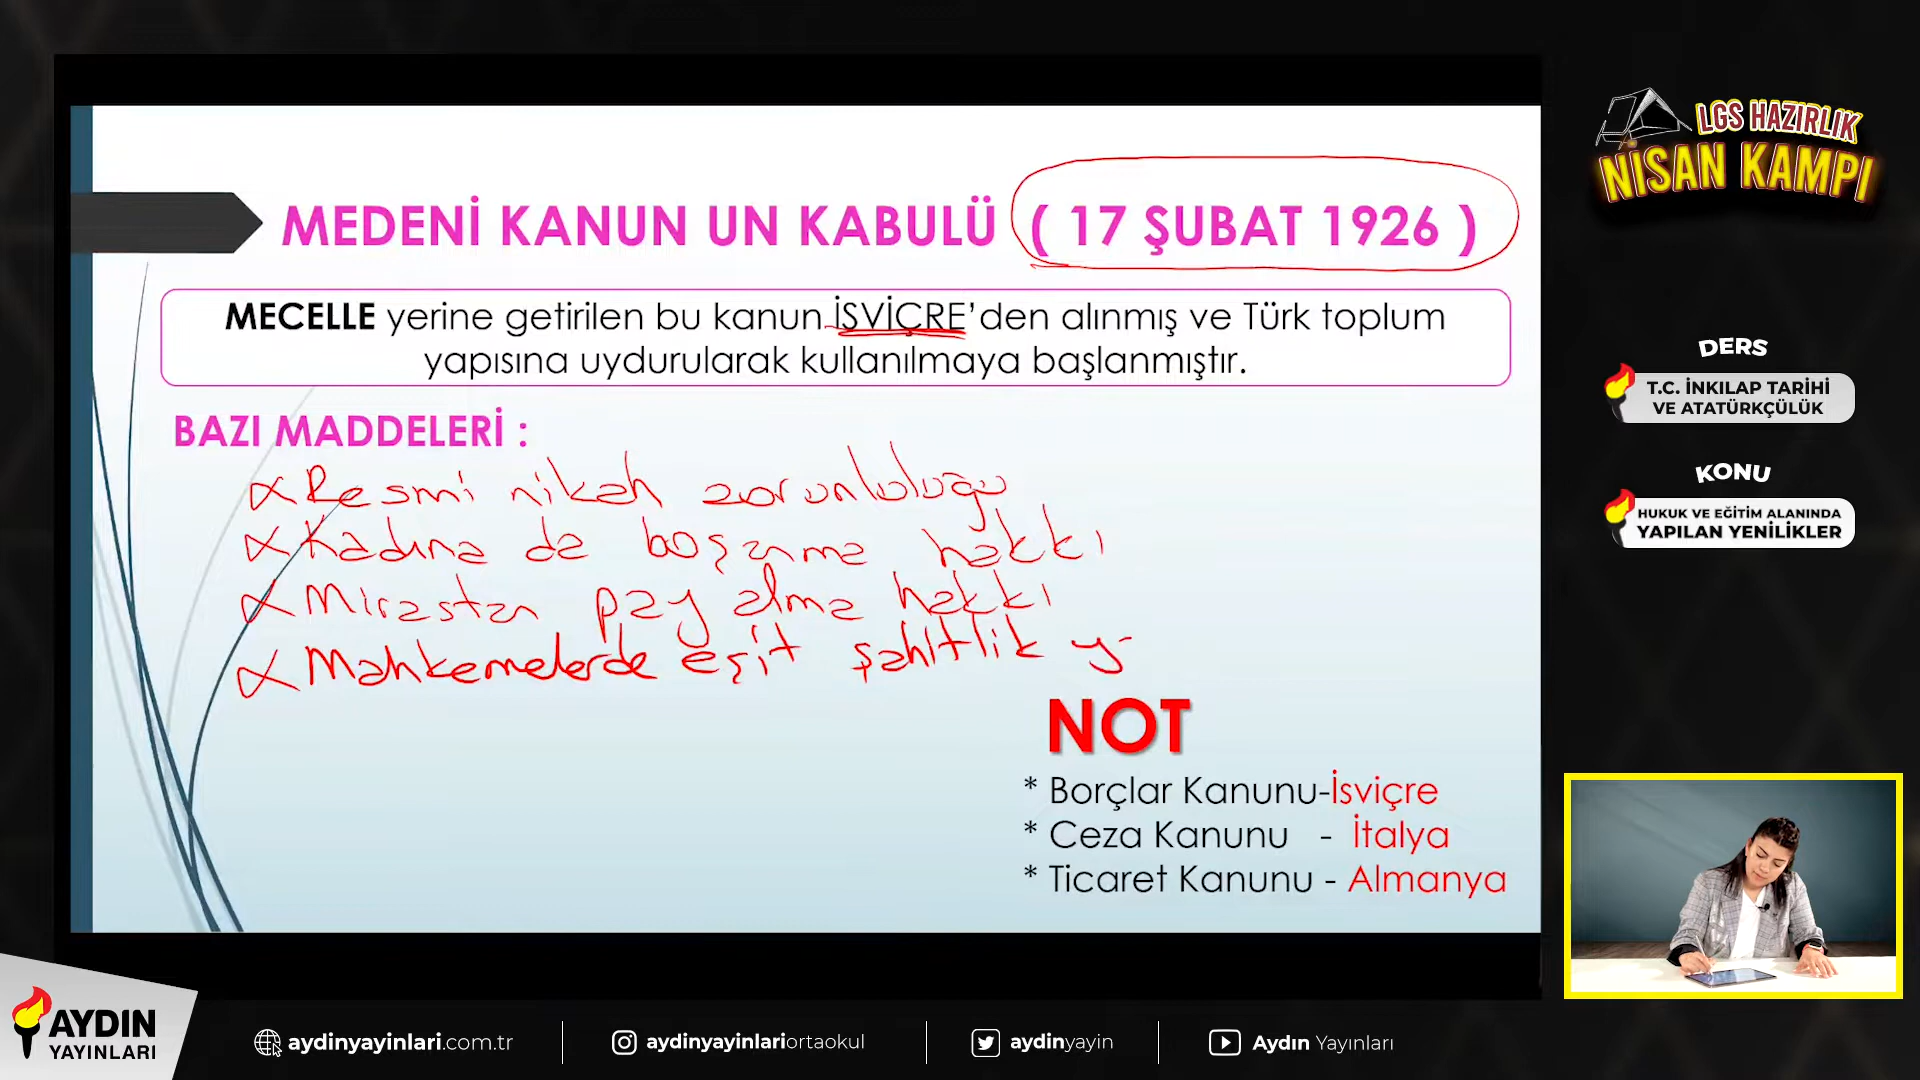 LGS HAZIRLIK
NİSAN KAMPI
MEDENİ KANUN UN KABULÜ ( 17 ŞUBAT 1926 )
MECELLE yerine getirilen bu kanun İSVİÇRE'den alınmış ve Türk toplum
yapısına uydurularak kullanılmaya başlanmıştır.
BAZI MADDELERİ :
Resmi nikah zorunluluğu
Kadına da boşanma hakkı
Mirastan pay alma hakkı
Mahkemelerde eşit şahitlik y
NOT
* Borçlar Kanunu-İsviçre
* Ceza Kanunu - İtalya
* Ticaret Kanunu - Almanya
DERS
T.C. İNKILAP TARİHİ
VE ATATÜRKÇÜLÜK
KONU
HUKUK VE EĞİTİM ALANINDA
YAPILAN YENİLİKLER
AYDIN
YAYINLARI
aydinyayinlari.com.tr
aydinyayinlariortaokul
aydinyayin
Aydın Yayınları